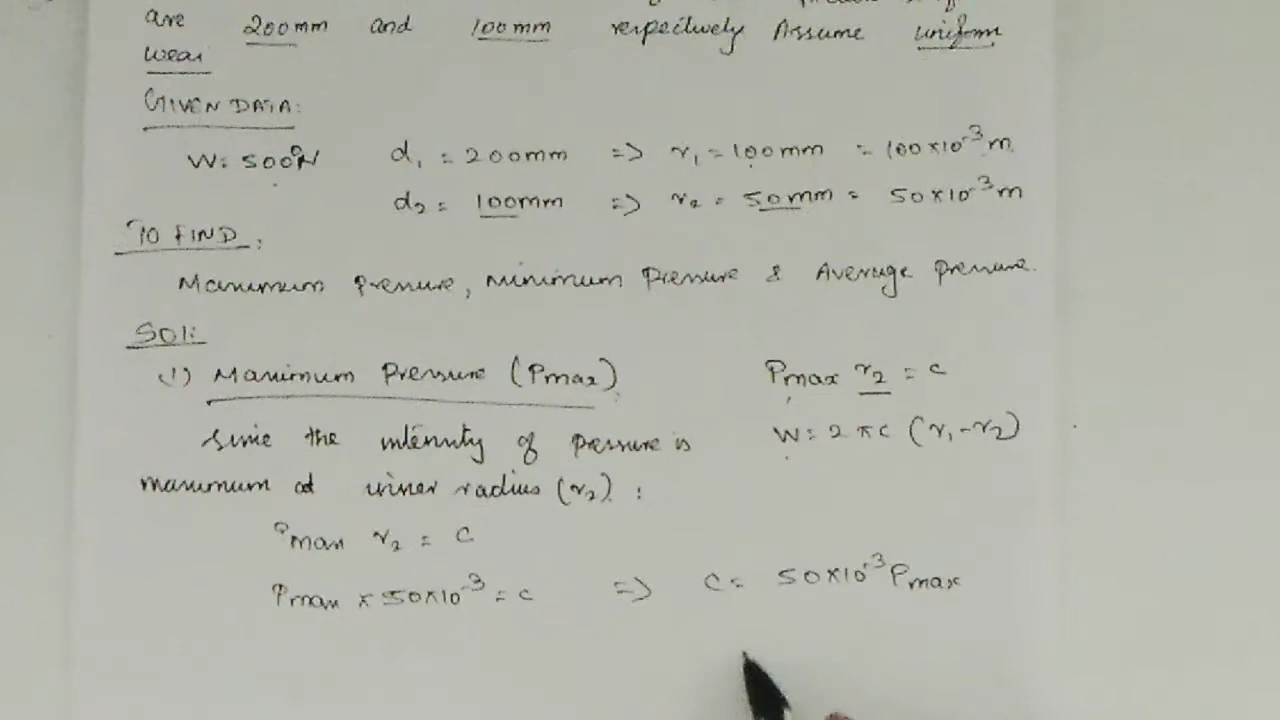 are 200mm and 100mm respectively Assume uniform
wear
GIVEN DATA:
W = 500N d₁ = 200mm => r₁ = 100mm = 100×10⁻³m
d₂ = 100mm => r₂ = 50mm = 50×10⁻³m
TO FIND:
Maximum pressure, minimum Pressure & Average pressure.
SOl:
(1) Maximum Pressure (Pmax) Pmax r₂ = c
Since the intensity of pressure is W = 2πc (r₁-r₂)
maximum at inner radius (r₂) :
Pmax r₂ = C
Pmax × 50×10⁻³ = c => C = 50×10⁻³ Pmax